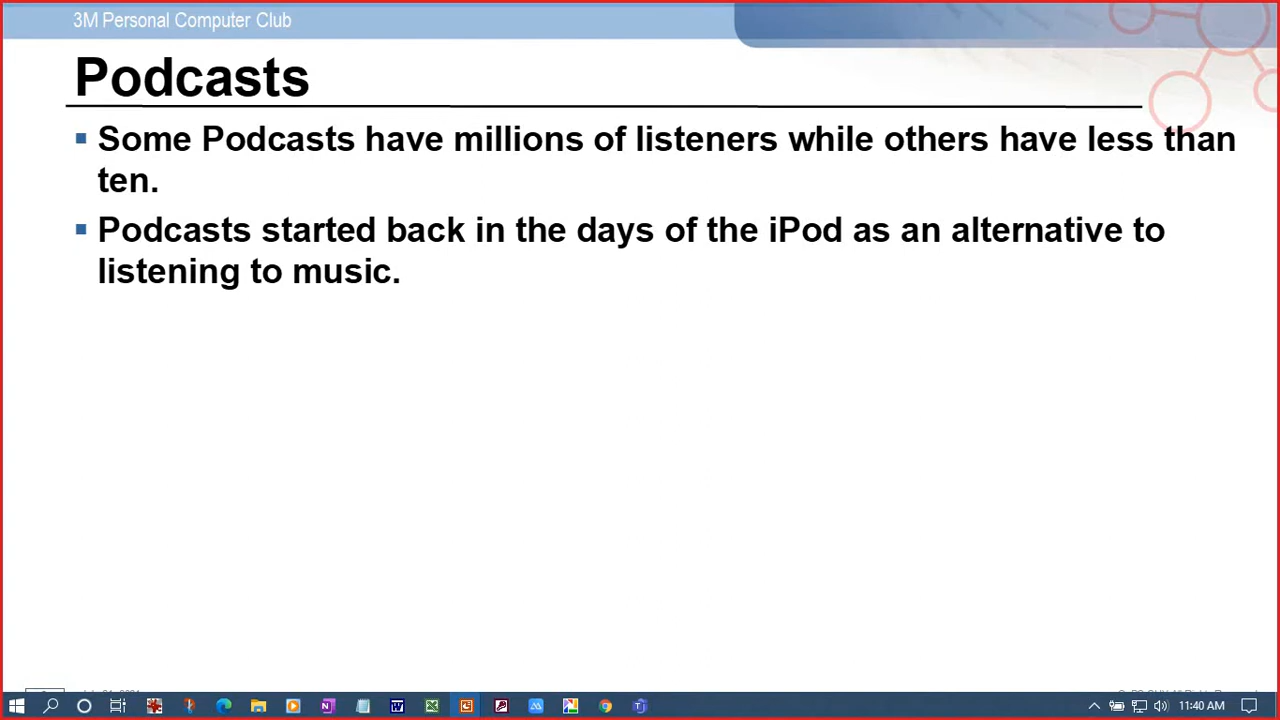 3M Personal Computer Club
Podcasts
▪ Some Podcasts have millions of listeners while others have less than
ten.
▪ Podcasts started back in the days of the iPod as an alternative to
listening to music.
11:40 AM